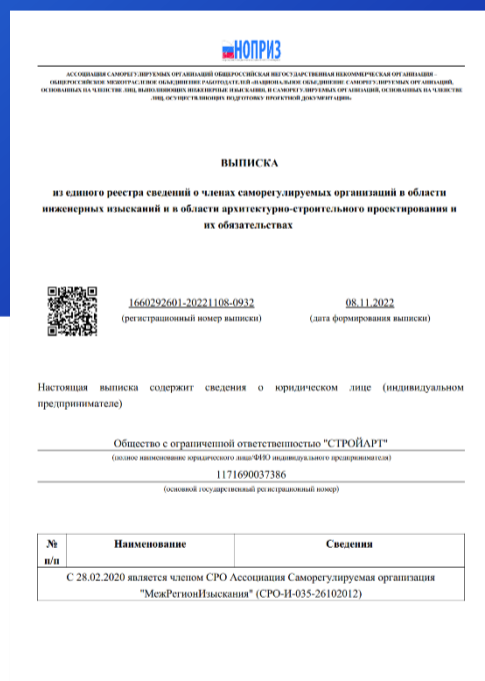 НОПРИЗ
АССОЦИАЦИЯ САМОРЕГУЛИРУЕМЫХ ОРГАНИЗАЦИЙ ОБЩЕРОССИЙСКАЯ НЕГОСУДАРСТВЕННАЯ НЕКОММЕРЧЕСКАЯ ОРГАНИЗАЦИЯ –
ОБЩЕРОССИЙСКОЕ МЕЖОТРАСЛЕВОЕ ОБЪЕДИНЕНИЕ РАБОТОДАТЕЛЕЙ «НАЦИОНАЛЬНОЕ ОБЪЕДИНЕНИЕ САМОРЕГУЛИРУЕМЫХ ОРГАНИЗАЦИЙ,
ОСНОВАННЫХ НА ЧЛЕНСТВЕ ЛИЦ, ВЫПОЛНЯЮЩИХ ИНЖЕНЕРНЫЕ ИЗЫСКАНИЯ, И САМОРЕГУЛИРУЕМЫХ ОРГАНИЗАЦИЙ, ОСНОВАННЫХ НА ЧЛЕНСТВЕ
ЛИЦ, ОСУЩЕСТВЛЯЮЩИХ ПОДГОТОВКУ ПРОЕКТНОЙ ДОКУМЕНТАЦИИ»
ВЫПИСКА
из единого реестра сведений о членах саморегулируемых организаций в области
инженерных изысканий и в области архитектурно-строительного проектирования и
их обязательствах
1660292601-20221108-0932 08.11.2022
(регистрационный номер выписки) (дата формирования выписки)
Настоящая выписка содержит сведения о юридическом лице (индивидуальном
предпринимателе)
Общество с ограниченной ответственностью "СТРОЙАРТ"
(полное наименование юридического лица/ФИО индивидуального предпринимателя)
1171690037386
(основной государственный регистрационный номер)
№ Наименование Сведения
п/п
С 28.02.2020 является членом СРО Ассоциация Саморегулируемая организация
"МежРегионИзыскания" (СРО-И-035-26102012)